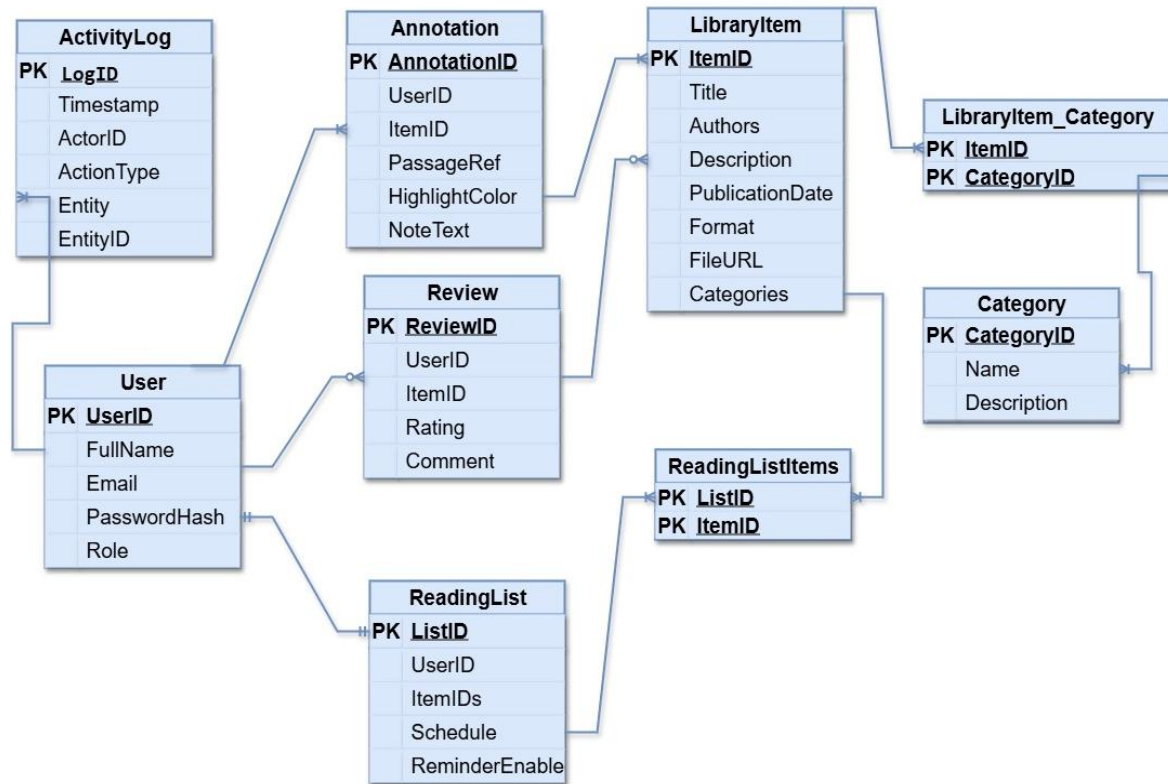 ActivityLog
PK LogID
Timestamp
ActorID
ActionType
Entity
EntityID
Annotation
PK AnnotationID
UserID
ItemID
PassageRef
HighlightColor
NoteText
LibraryItem
PK ItemID
Title
Authors
Description
PublicationDate
Format
FileURL
Categories
LibraryItem_Category
PK ItemID
PK CategoryID
Review
PK ReviewID
UserID
ItemID
Rating
Comment
Category
PK CategoryID
Name
Description
User
PK UserID
FullName
Email
PasswordHash
Role
ReadingListItems
PK ListID
PK ItemID
ReadingList
PK ListID
UserID
ItemIDs
Schedule
ReminderEnable